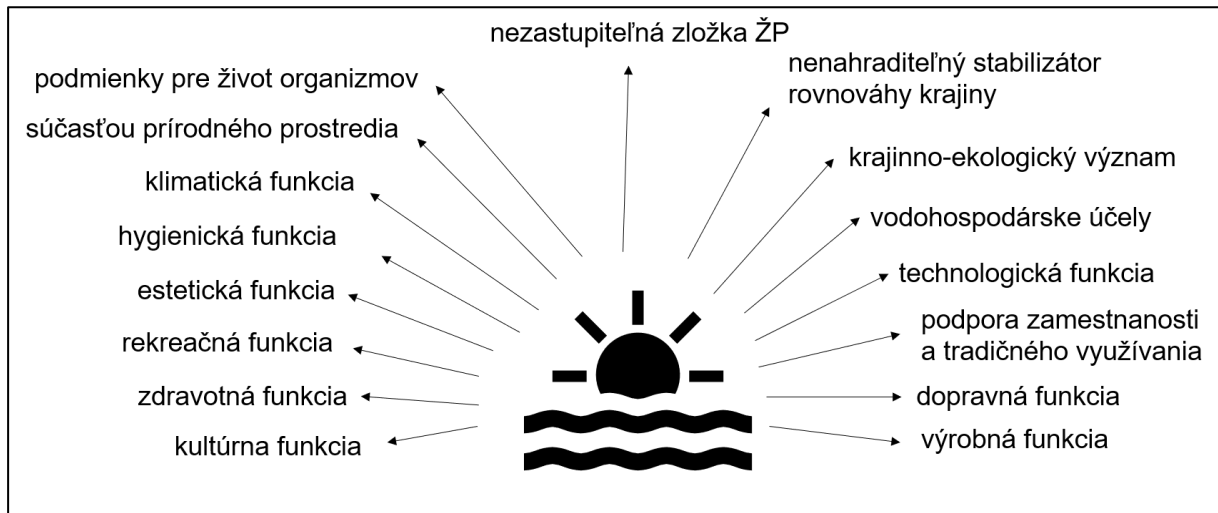 nezastupiteľná zložka ŽP
podmienky pre život organizmov
súčasťou prírodného prostredia
klimatická funkcia
hygienická funkcia
estetická funkcia
rekreačná funkcia
zdravotná funkcia
kultúrna funkcia
nenahraditeľný stabilizátor
rovnováhy krajiny
krajinno-ekologický význam
vodohospodárske účely
technologická funkcia
podpora zamestnanosti
a tradičného využívania
dopravná funkcia
výrobná funkcia